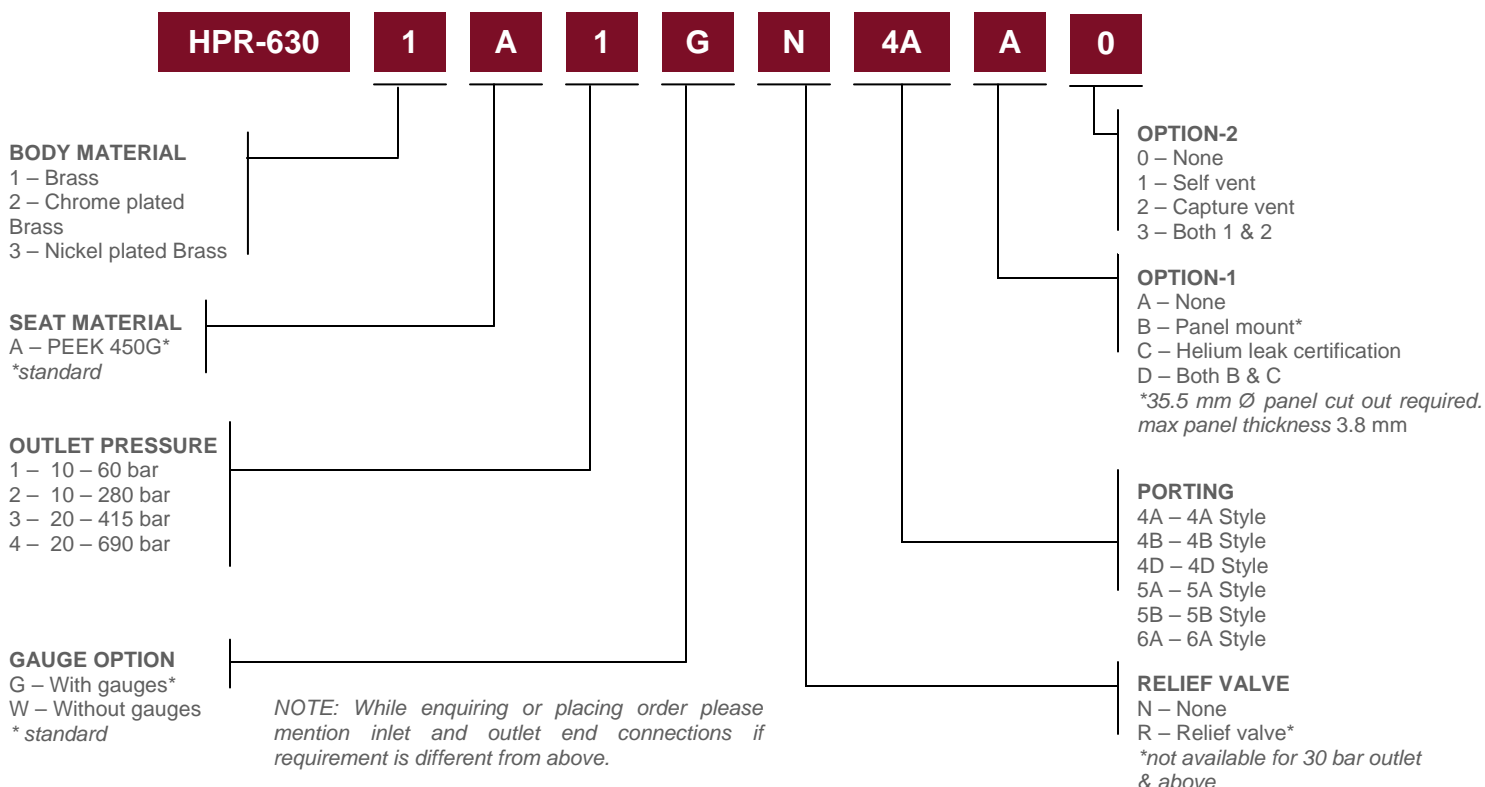 HPR-630 1 A 1 G N 4A A 0
BODY MATERIAL
1 – Brass
2 – Chrome plated
Brass
3 – Nickel plated Brass
SEAT MATERIAL
A – PEEK 450G*
*standard
OUTLET PRESSURE
1 – 10 – 60 bar
2 – 10 – 280 bar
3 – 20 – 415 bar
4 – 20 – 690 bar
GAUGE OPTION
G – With gauges*
W – Without gauges
* standard
NOTE: While enquiring or placing order please
mention inlet and outlet end connections if
requirement is different from above.
OPTION-2
0 – None
1 – Self vent
2 – Capture vent
3 – Both 1 & 2
OPTION-1
A – None
B – Panel mount*
C – Helium leak certification
D – Both B & C
*35.5 mm Ø panel cut out required.
max panel thickness 3.8 mm
PORTING
4A – 4A Style
4B – 4B Style
4D – 4D Style
5A – 5A Style
5B – 5B Style
6A – 6A Style
RELIEF VALVE
N – None
R – Relief valve*
*not available for 30 bar outlet
& above